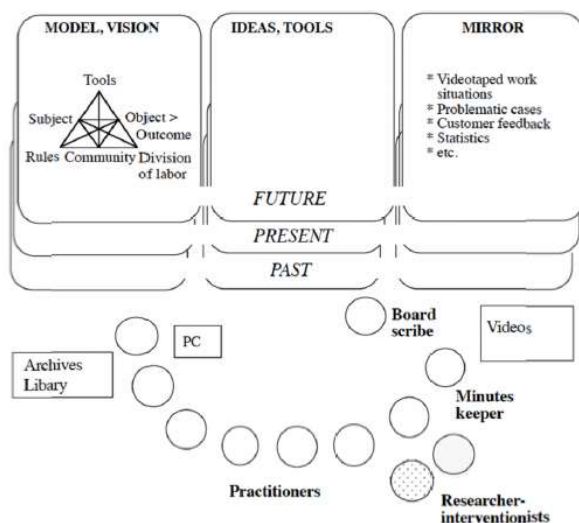 MODEL, VISION
IDEAS, TOOLS
MIRROR
Tools
Subject
Object >
Outcome
Rules
Community
Division
of labor
* Videotaped work
situations
* Problematic cases
* Customer feedback
* Statistics
* etc.
FUTURE
PRESENT
PAST
Board
scribe
Videos
PC
Archives
Libary
Minutes
keeper
Practitioners
Researcher-
interventionists